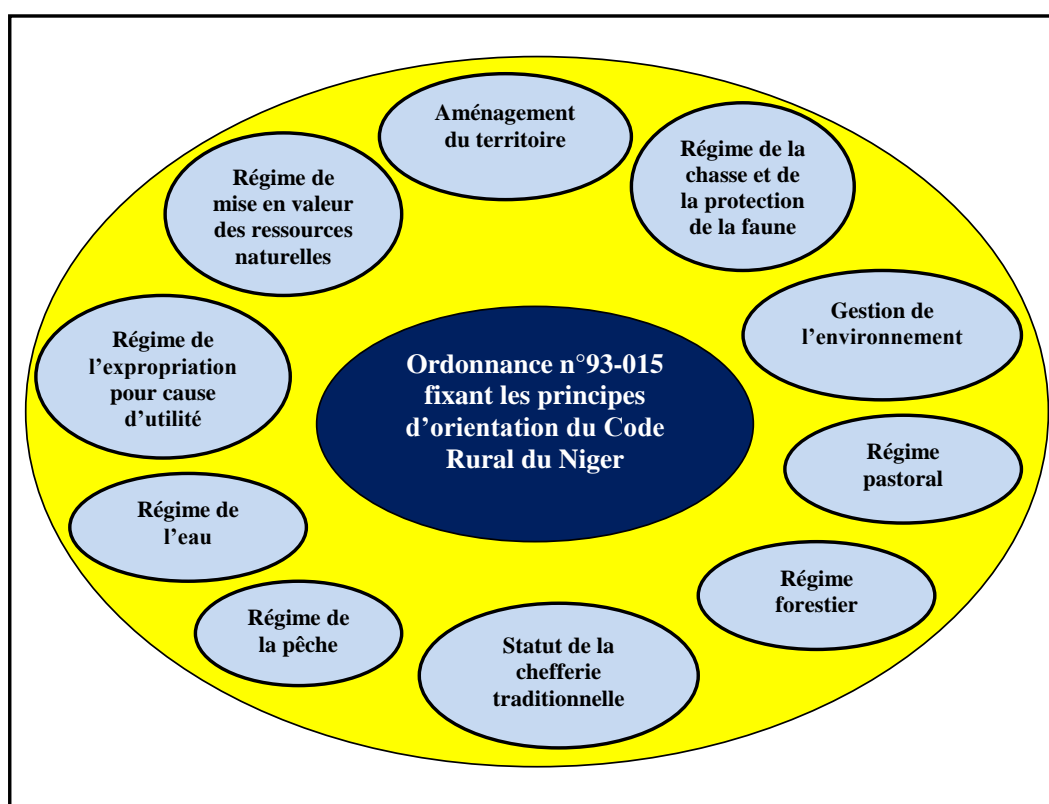 Aménagement
du territoire
Régime de la
chasse et de
la protection
de la faune
Régime de
mise en valeur
des ressources
naturelles
Gestion de
l’environnement
Régime de
l’expropriation
pour cause
d’utilité
Ordonnance n°93-015
fixant les principes
d’orientation du Code
Rural du Niger
Régime
pastoral
Régime de
l’eau
Régime
forestier
Régime de
la pêche
Statut de la
chefferie
traditionnelle